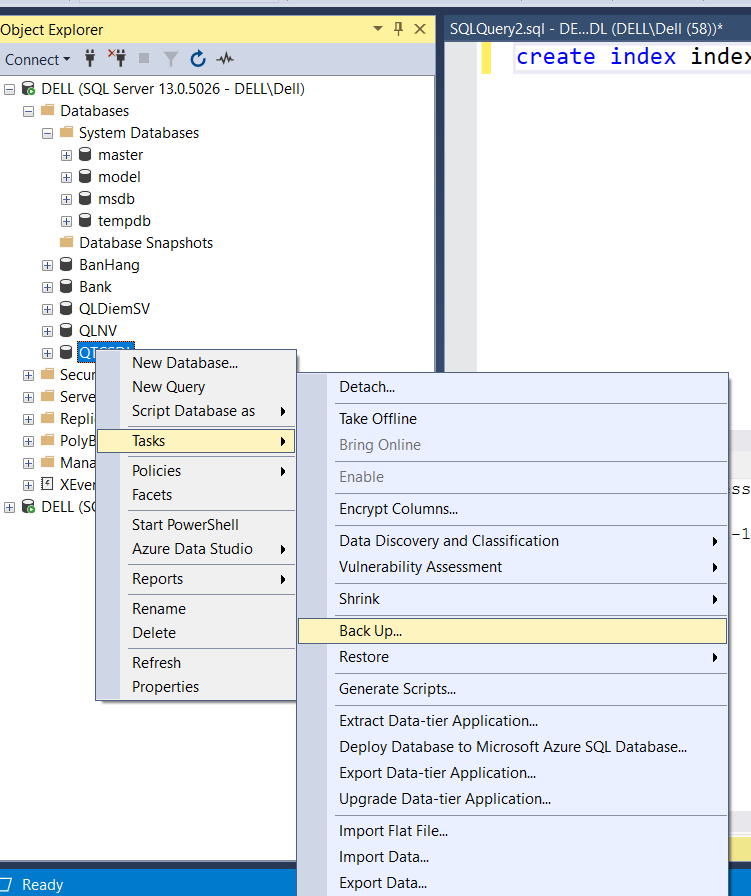 Object Explorer
Connect
DELL (SQL Server 13.0.5026 - DELL\Dell)
Databases
System Databases
master
model
msdb
tempdb
Database Snapshots
BanHang
Bank
QLDiemSV
QLNV
QTCSDL
Secur
Serve
Replic
PolyB
Mana
XEven
DELL (SQ
New Database...
New Query
Script Database as
Tasks
Policies
Facets
Start PowerShell
Azure Data Studio
Reports
Rename
Delete
Refresh
Properties
Detach...
Take Offline
Bring Online
Enable
Encrypt Columns...
Data Discovery and Classification
Vulnerability Assessment
Shrink
Back Up...
Restore
Generate Scripts...
Extract Data-tier Application...
Deploy Database to Microsoft Azure SQL Database...
Export Data-tier Application...
Upgrade Data-tier Application...
Import Flat File...
Import Data...
Export Data...
SQLQuery2.sql - DE...DL (DELL\Dell (58))*
create index index
ss
-1
Ready